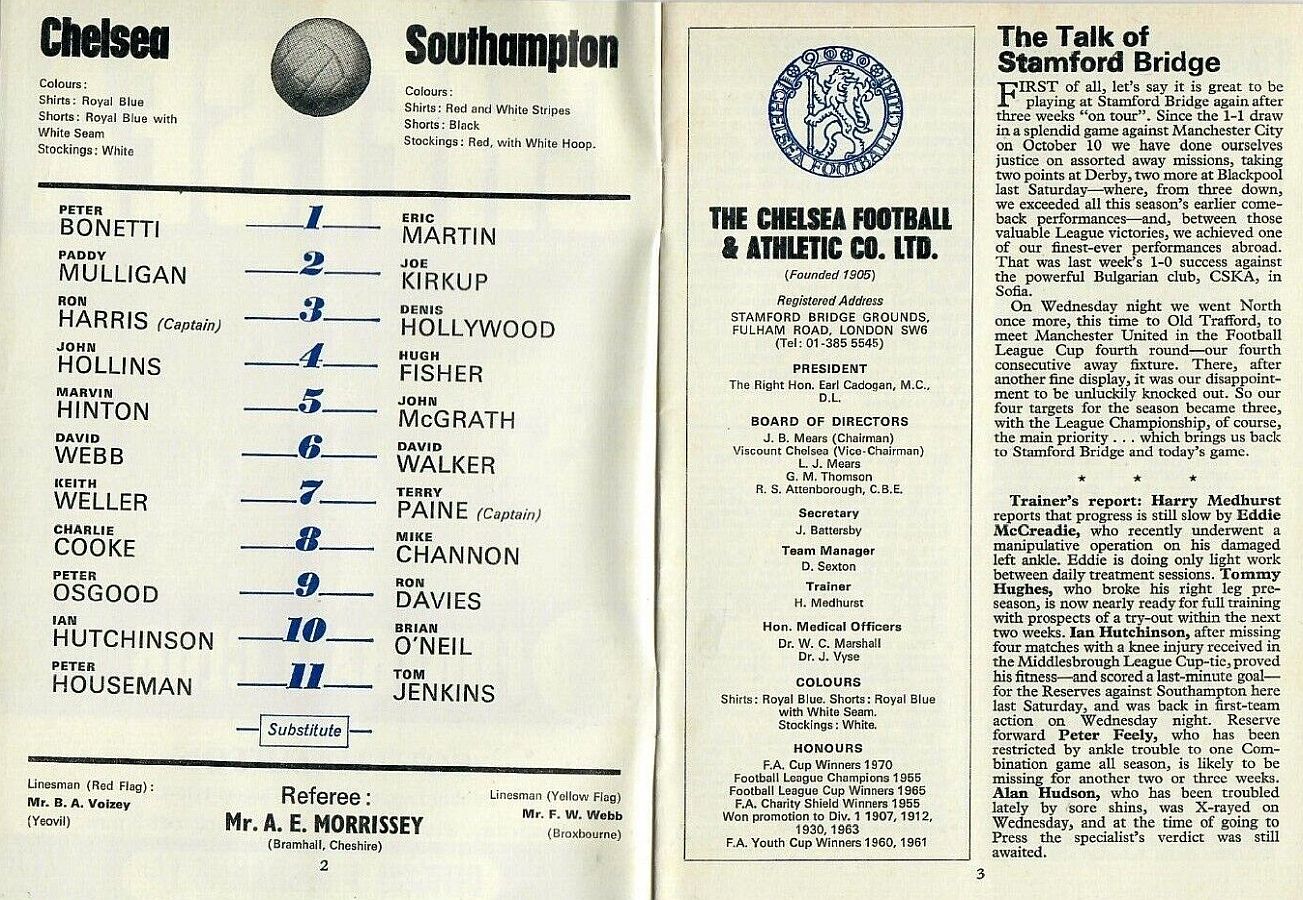 Chelsea
Colours:
Shirts: Royal Blue
Shorts: Royal Blue with
White Seam
Stockings: White
Southampton
Colours:
Shirts: Red and White Stripes
Shorts: Black
Stockings: Red, with White Hoop.
PETER
BONETTI
1
ERIC
MARTIN
PADDY
MULLIGAN
2
JOE
KIRKUP
RON
HARRIS (Captain)
3
DENIS
HOLLYWOOD
JOHN
HOLLINS
4
HUGH
FISHER
MARVIN
HINTON
5
JOHN
McGRATH
DAVID
WEBB
6
DAVID
WALKER
KEITH
WELLER
7
TERRY
PAINE (Captain)
CHARLIE
COOKE
8
MIKE
CHANNON
PETER
OSGOOD
9
RON
DAVIES
IAN
HUTCHINSON
10
BRIAN
O'NEIL
PETER
HOUSEMAN
11
TOM
JENKINS
Substitute
Linesman (Red Flag):
Mr. B. A. Voizey
(Yeovil)
Referee:
Mr. A. E. MORRISSEY
(Bramhall, Cheshire)
Linesman (Yellow Flag)
Mr. F. W. Webb
(Broxbourne)
2
CHELSEA FOOTBALL CLUB
THE CHELSEA FOOTBALL
& ATHLETIC CO. LTD.
(Founded 1905)
Registered Address
STAMFORD BRIDGE GROUNDS,
FULHAM ROAD, LONDON SW6
(Tel: 01-385 5545)
PRESIDENT
The Right Hon. Earl Cadogan, M.C.,
D.L.
BOARD OF DIRECTORS
J. B. Mears (Chairman)
Viscount Chelsea (Vice-Chairman)
L. J. Mears
G. M. Thomson
R. S. Attenborough, C.B.E.
Secretary
J. Battersby
Team Manager
D. Sexton
Trainer
H. Medhurst
Hon. Medical Officers
Dr. W. C. Marshall
Dr. J. Vyse
COLOURS
Shirts: Royal Blue. Shorts: Royal Blue
with White Seam.
Stockings: White.
HONOURS
F.A. Cup Winners 1970
Football League Champions 1955
Football League Cup Winners 1965
F.A. Charity Shield Winners 1955
Won promotion to Div. 1 1907, 1912,
1930, 1963
F.A. Youth Cup Winners 1960, 1961
The Talk of
Stamford Bridge
FIRST of all, let's say it is great to be
playing at Stamford Bridge again after
three weeks "on tour". Since the 1-1 draw
in a splendid game against Manchester City
on October 10 we have done ourselves
justice on assorted away missions, taking
two points at Derby, two more at Blackpool
last Saturday—where, from three down,
we exceeded all this season's earlier come-
back performances—and, between those
valuable League victories, we achieved one
of our finest-ever performances abroad.
That was last week's 1-0 success against
the powerful Bulgarian club, CSKA, in
Sofia.
On Wednesday night we went North
once more, this time to Old Trafford, to
meet Manchester United in the Football
League Cup fourth round—our fourth
consecutive away fixture. There, after
another fine display, it was our disappoint-
ment to be unluckily knocked out. So our
four targets for the season became three,
with the League Championship, of course,
the main priority . . . which brings us back
to Stamford Bridge and today's game.
★ ★ ★
Trainer's report: Harry Medhurst
reports that progress is still slow by Eddie
McCreadie, who recently underwent a
manipulative operation on his damaged
left ankle. Eddie is doing only light work
between daily treatment sessions. Tommy
Hughes, who broke his right leg pre-
season, is now nearly ready for full training
with prospects of a try-out within the next
two weeks. Ian Hutchinson, after missing
four matches with a knee injury received in
the Middlesbrough League Cup-tie, proved
his fitness—and scored a last-minute goal—
for the Reserves against Southampton here
last Saturday, and was back in first-team
action on Wednesday night. Reserve
forward Peter Feely, who has been
restricted by ankle trouble to one Com-
bination game all season, is likely to be
missing for another two or three weeks.
Alan Hudson, who has been troubled
lately by sore shins, was X-rayed on
Wednesday, and at the time of going to
Press the specialist's verdict was still
awaited.
3